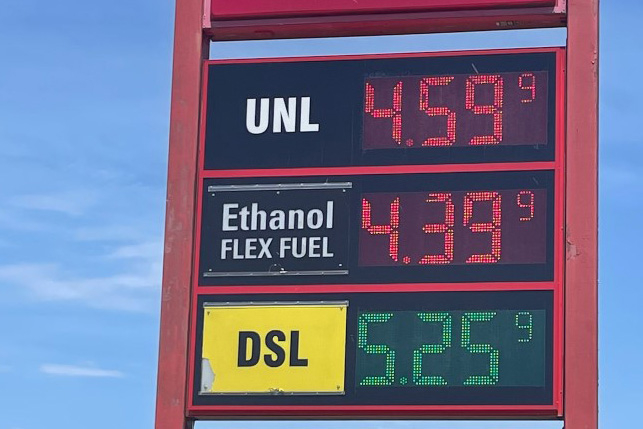 UNL 4.59 9
Ethanol 4.39 9
FLEX FUEL
DSL 5.25 9